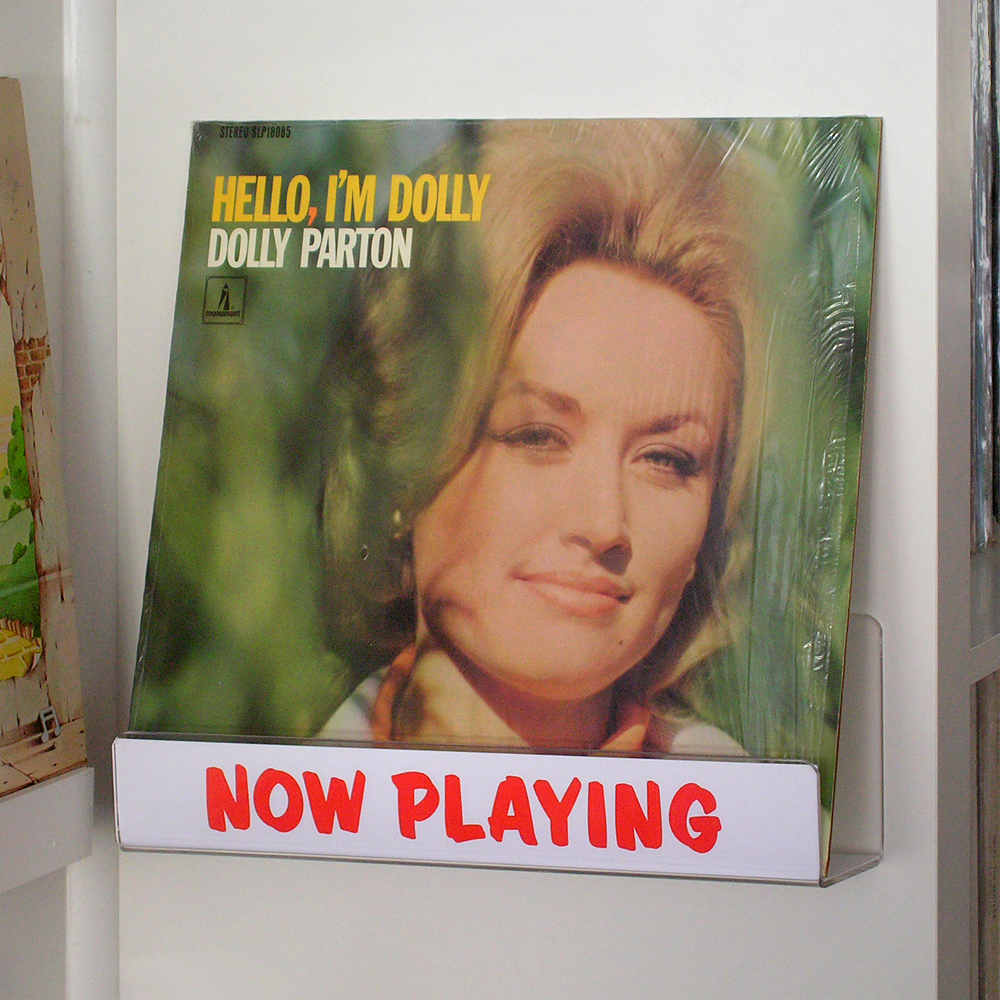 STEREO SLP18085
HELLO, I'M DOLLY
DOLLY PARTON
monument
NOW PLAYING